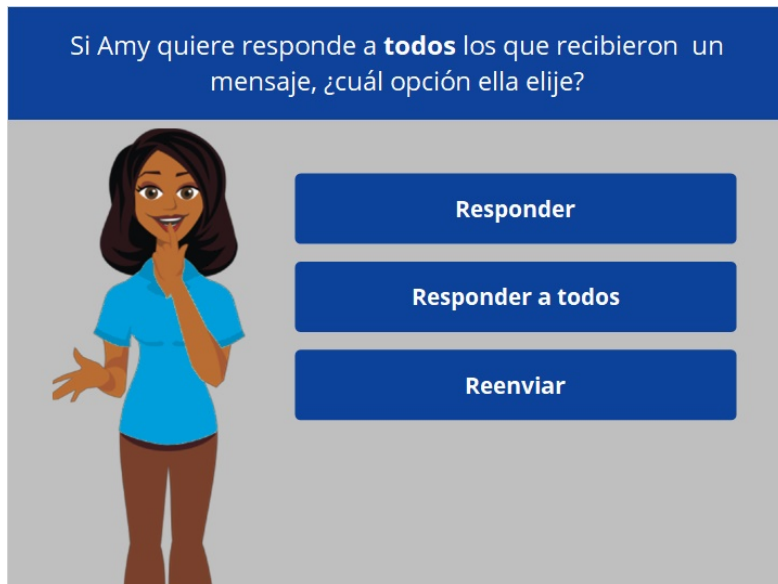 Si Amy quiere responde a todos los que recibieron un
mensaje, ¿cuál opción ella elije?
Responder
Responder a todos
Reenviar